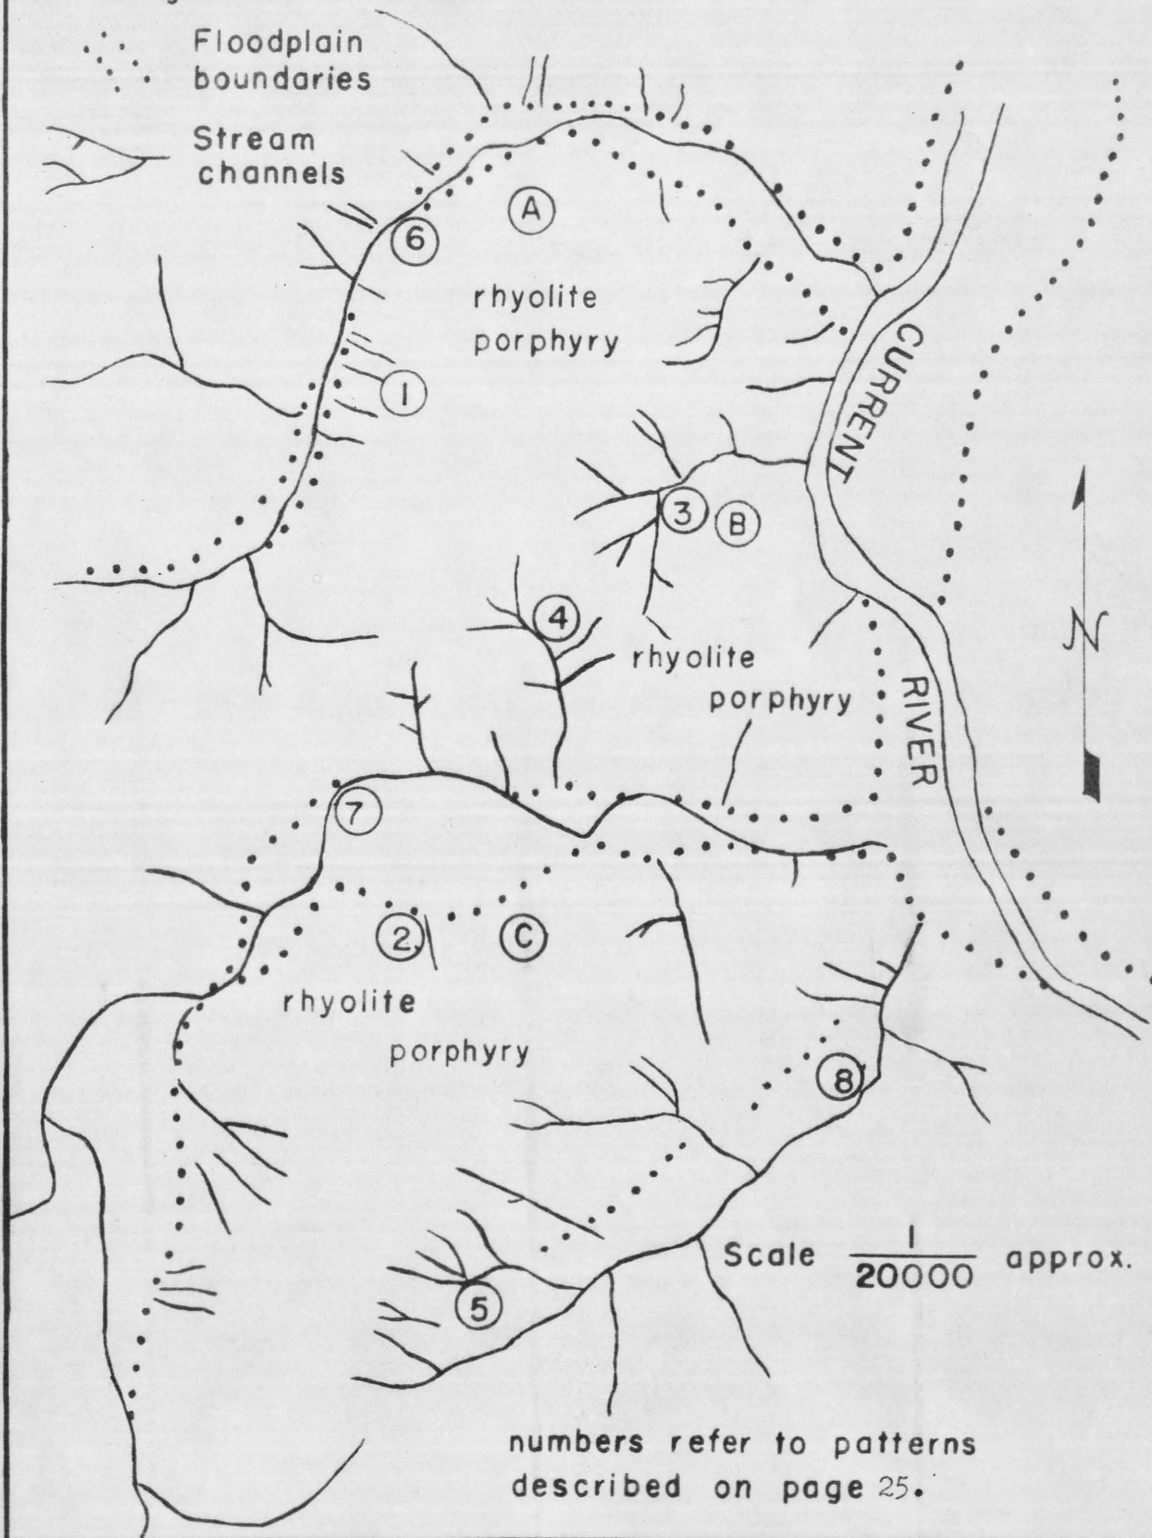 Floodplain
boundaries
Stream
channels
A
6
rhyolite
porphyry
1
CURRENT
3
B
4
N
rhyolite
porphyry
RIVER
7
2
C
rhyolite
porphyry
8
Scale 1/20000 approx.
5
numbers refer to patterns
described on page 25.